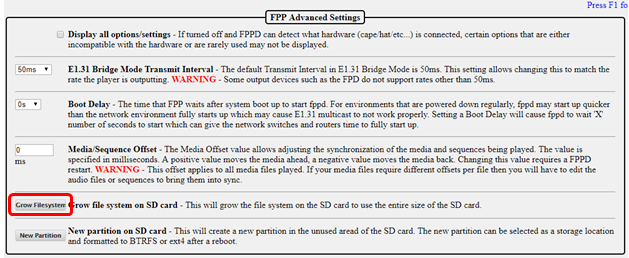 Press F1 fo
FPP Advanced Settings
Display all options/settings - If turned off and FPPD can detect what hardware (cape/hat/etc...) is connected, certain options that are either
incompatible with the hardware or are rarely used may not be displayed.
50ms E1.31 Bridge Mode Transmit Interval - The default Transmit Interval in E1.31 Bridge Mode is 50ms. This setting allows changing this to match the
rate the player is outputting. WARNING - Some output devices such as the FPD do not support rates other than 50ms.
0s Boot Delay - The time that FPP waits after system boot up to start fppd. For environments that are powered down regularly, fppd may start up quicker
than the network environment fully starts up which may cause E1.31 multicast to not work properly. Setting a Boot Delay will cause fppd to wait 'X'
number of seconds to start which can give the network switches and routers time to fully start up.
0 Media/Sequence Offset - The Media Offset value allows adjusting the synchronization of the media and sequences being played. The value is
ms specified in milliseconds. A positive value moves the media ahead, a negative value moves the media back. Changing this value requires a FPPD
restart. WARNING - This offset applies to all media files played. If your media files require different offsets per file then you will have to edit the
audio files or sequences to bring them into sync.
Grow Filesystem Grow file system on SD card - This will grow the file system on the SD card to use the entire size of the SD card.
New Partition New partition on SD card - This will create a new partition in the unused aread of the SD card. The new partition can be selected as a storage location
and formatted to BTRFS or ext4 after a reboot.